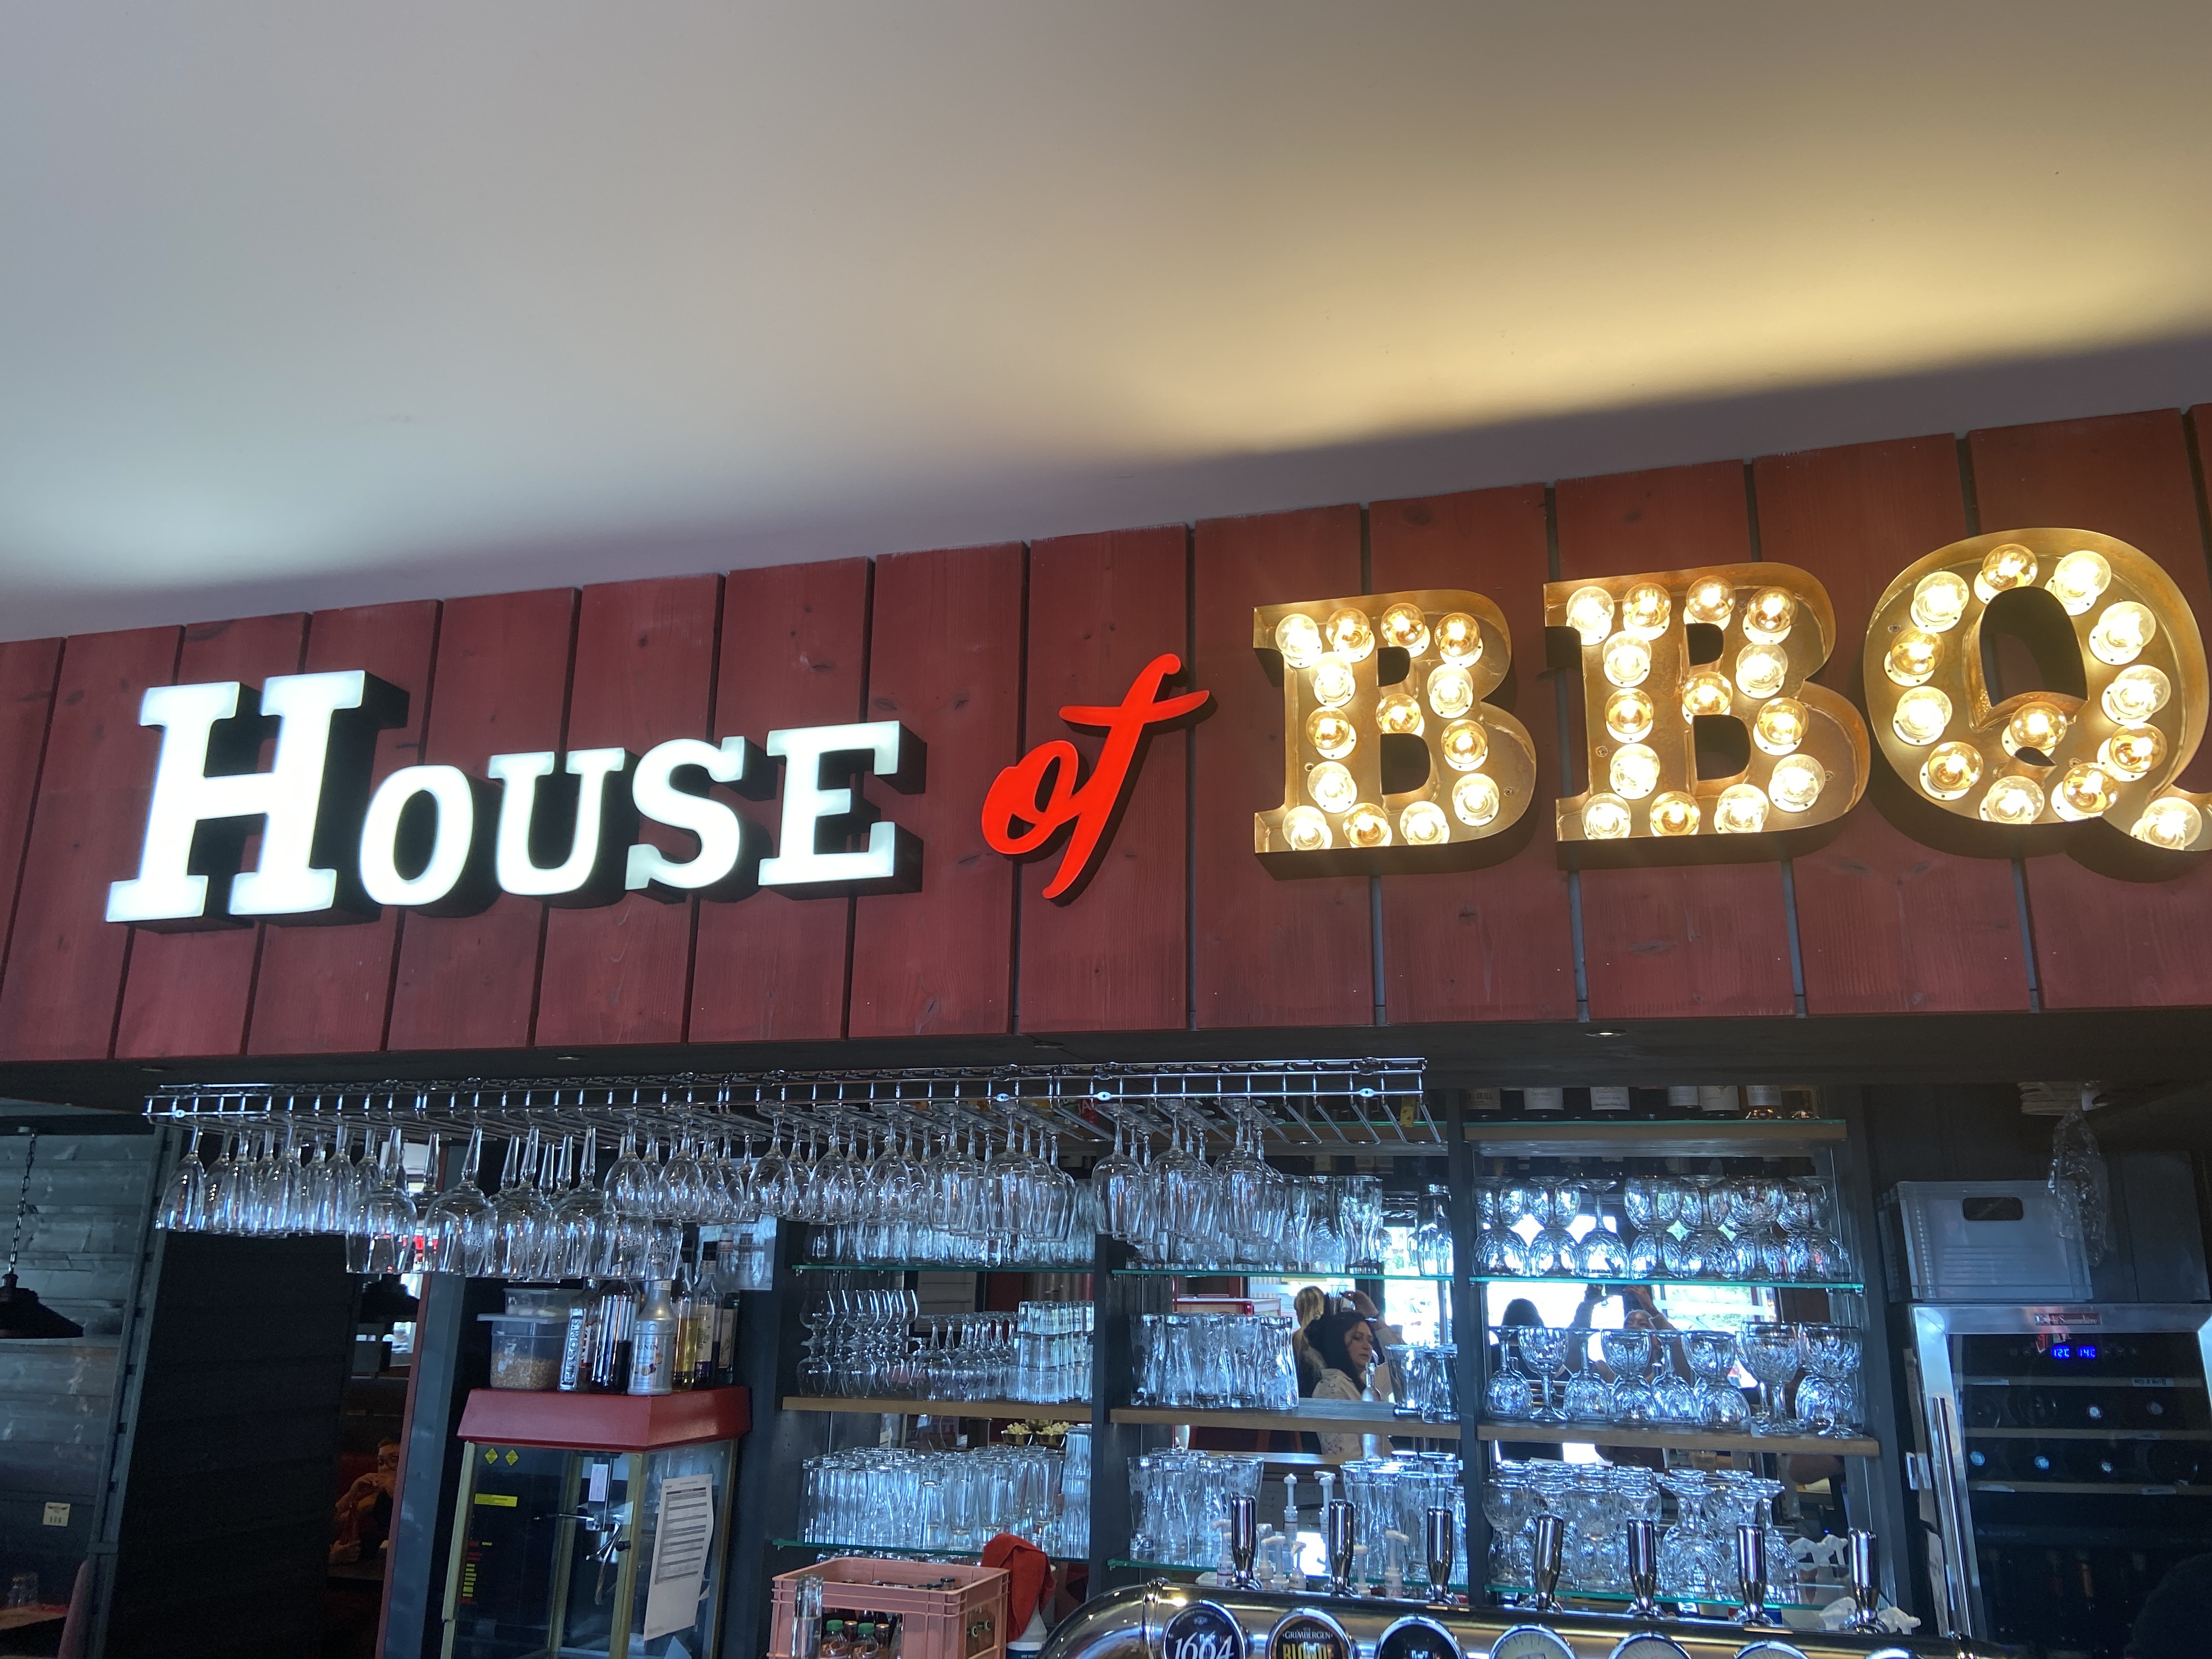 House of BBQ
1664
GRIMBERGEN
BLONDE